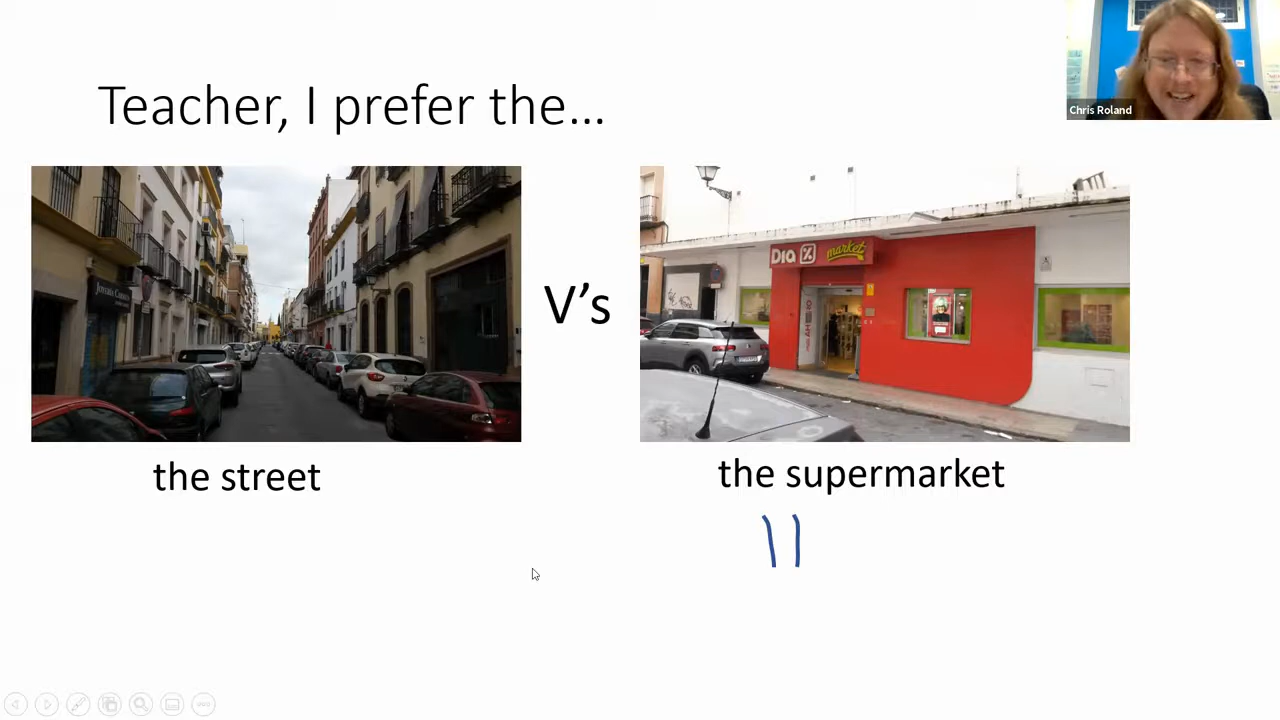 Teacher, I prefer the...
Chris Roland
V's
Dia % market
the street
the supermarket